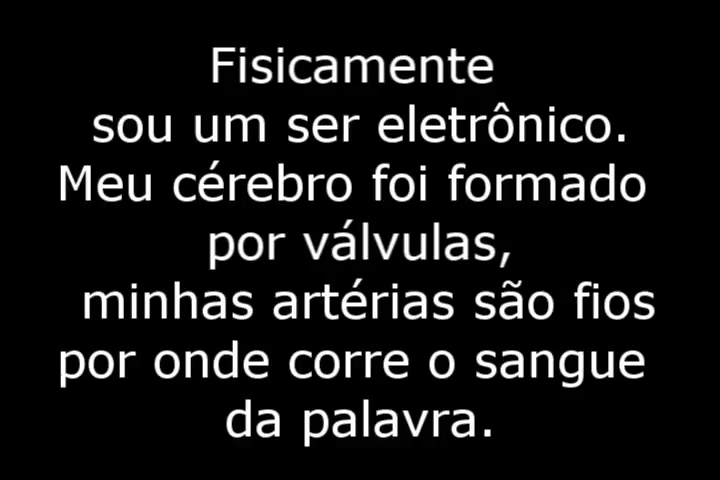 Fisicamente
sou um ser eletrônico.
Meu cérebro foi formado
por válvulas,
minhas artérias são fios
por onde corre o sangue
da palavra.